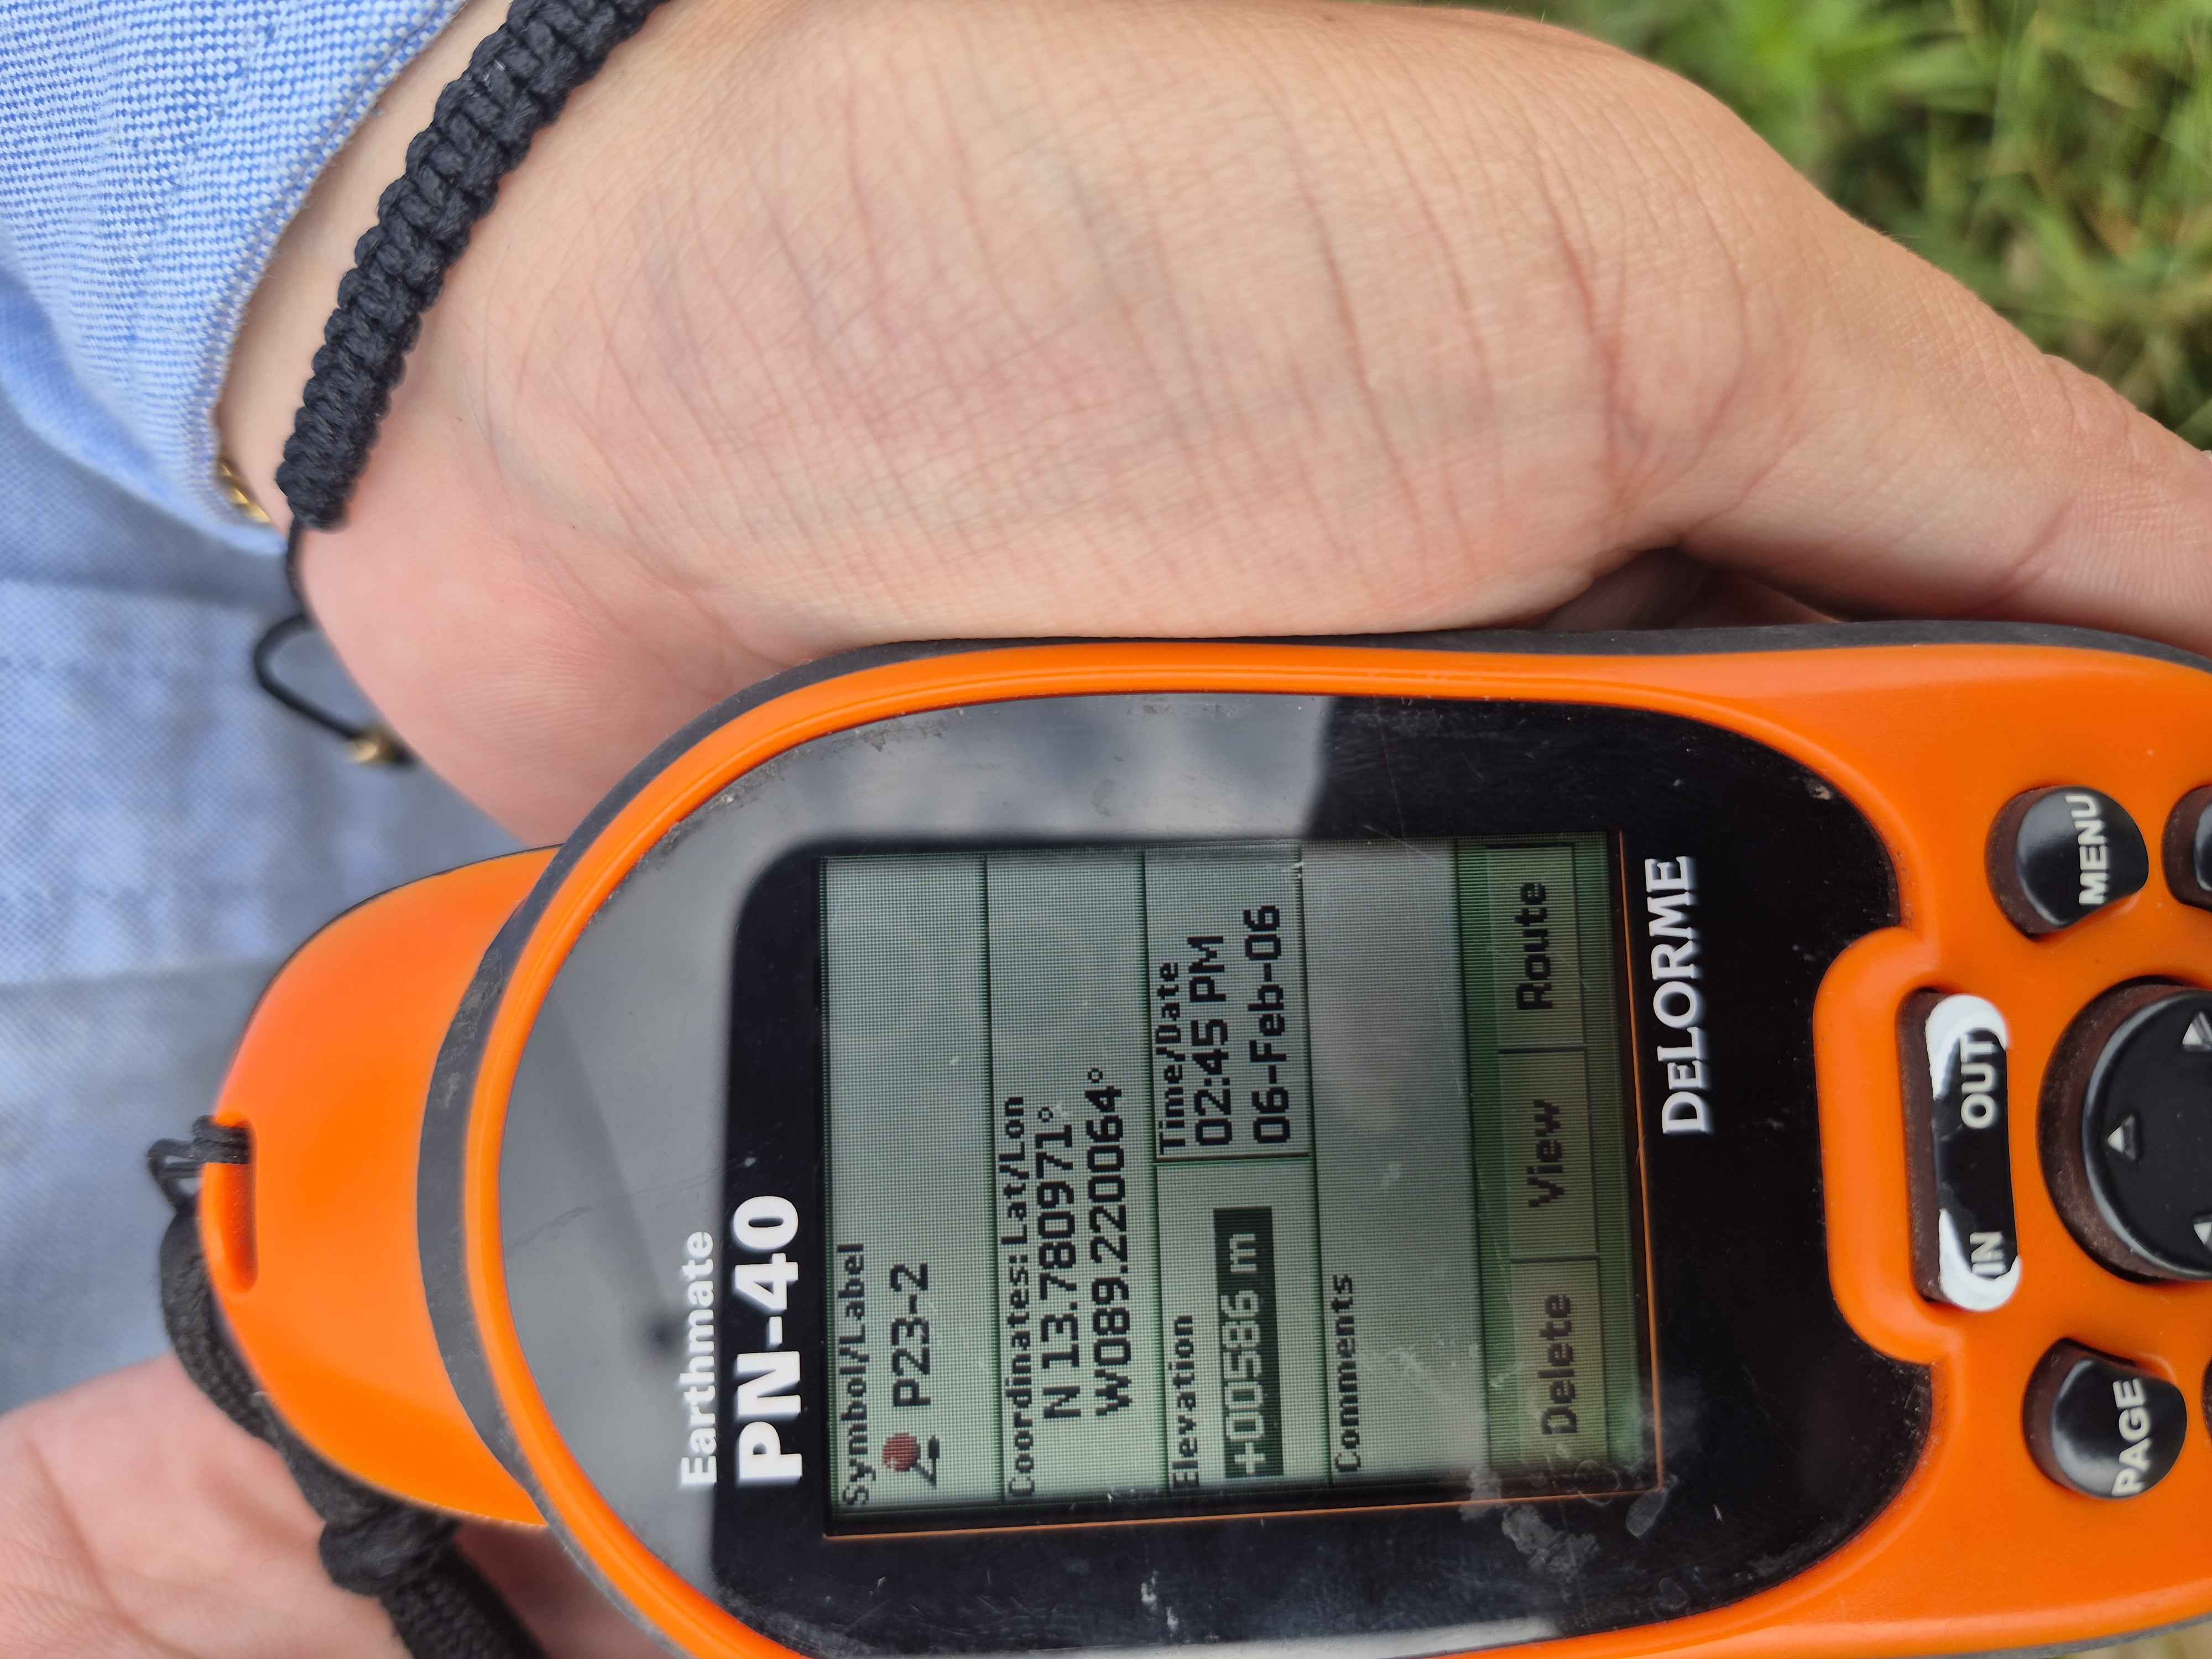 Earthmate
PN-40
Symbol/Label
P23-2
Coordinates: Lat/Lon
N 13.780971°
W089.220064°
Elevation
+00586 m
Time/Date
02:45 PM
06-Feb-06
Comments
Delete View Route
DELORME
IN OUT
PAGE MENU